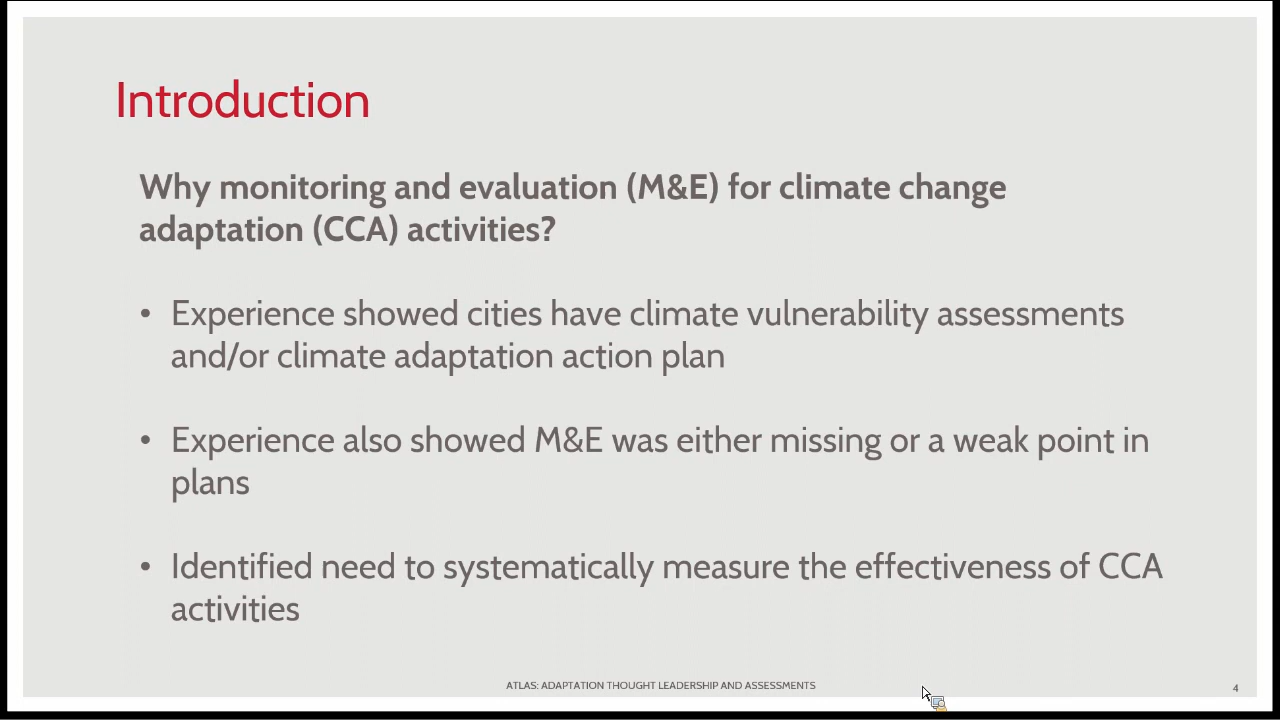 Introduction
Why monitoring and evaluation (M&E) for climate change
adaptation (CCA) activities?
• Experience showed cities have climate vulnerability assessments
and/or climate adaptation action plan
• Experience also showed M&E was either missing or a weak point in
plans
• Identified need to systematically measure the effectiveness of CCA
activities
ATLAS: ADAPTATION THOUGHT LEADERSHIP AND ASSESSMENTS
4